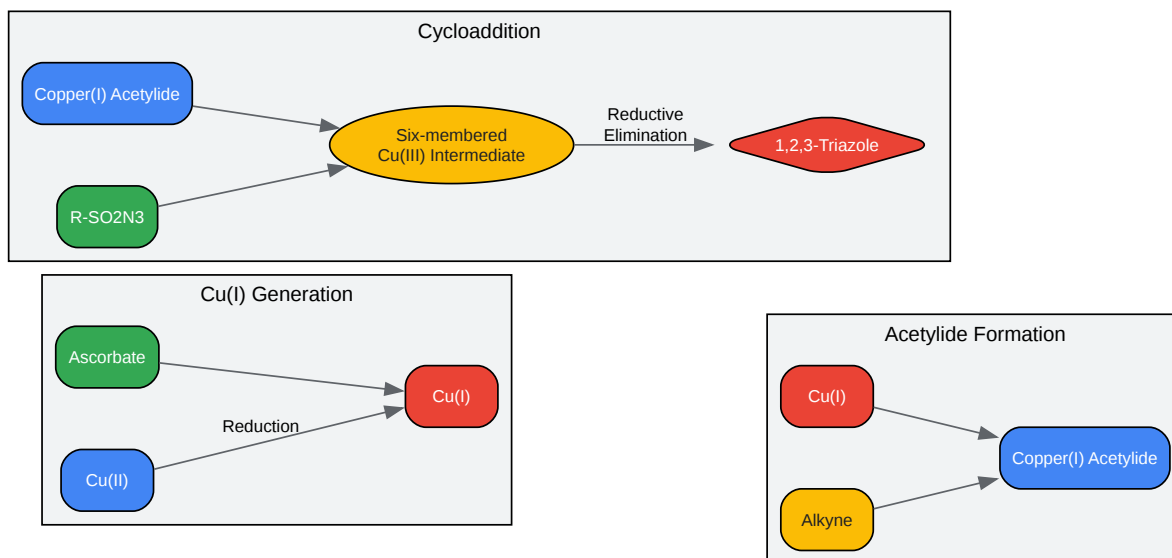 Cycloaddition
Copper(I) Acetylide
R-SO2N3
Six-membered
Cu(III) Intermediate
Reductive
Elimination
1,2,3-Triazole
Cu(I) Generation
Ascorbate
Cu(II)
Reduction
Cu(I)
Acetylide Formation
Cu(I)
Alkyne
Copper(I) Acetylide